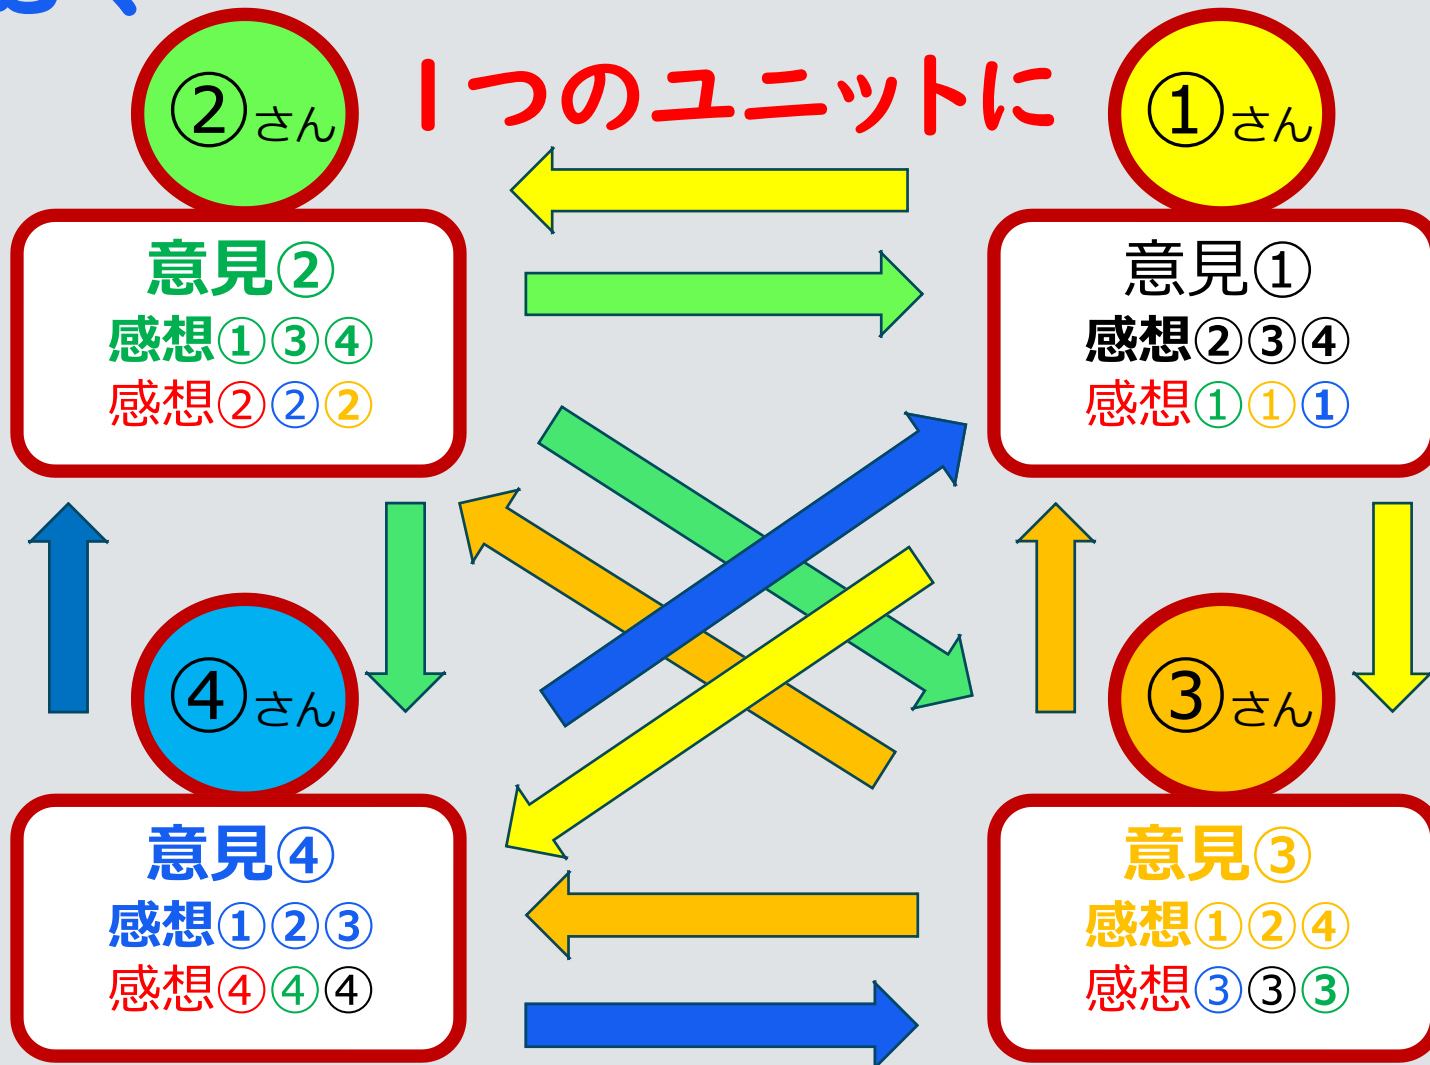 1つのユニットに
②さん
①さん
意見②
感想①③④
感想②②②
意見①
感想②③④
感想①①①
④さん
③さん
意見④
感想①②③
感想④④④
意見③
感想①②④
感想③③③